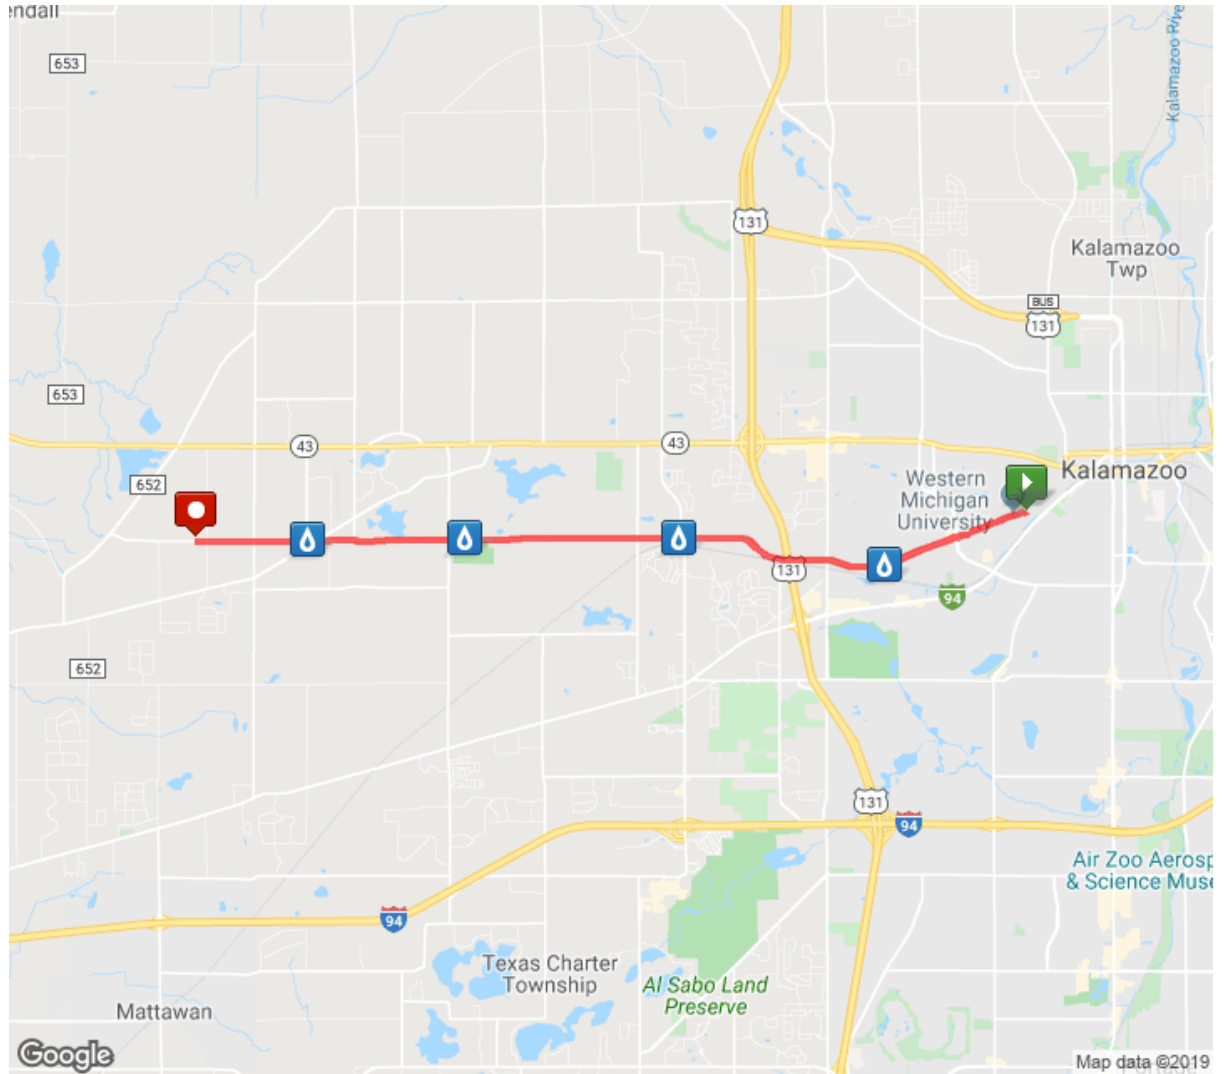 endall
653
Kalamazoo River
131
Kalamazoo
Twp
BUS
131
653
43
43
652
Western
Michigan
University
Kalamazoo
131
94
652
131
94
Air Zoo Aerosp
& Science Muse
94
Texas Charter
Township
Al Sabo Land
Preserve
Mattawan
Google
Map data ©2019
Portage